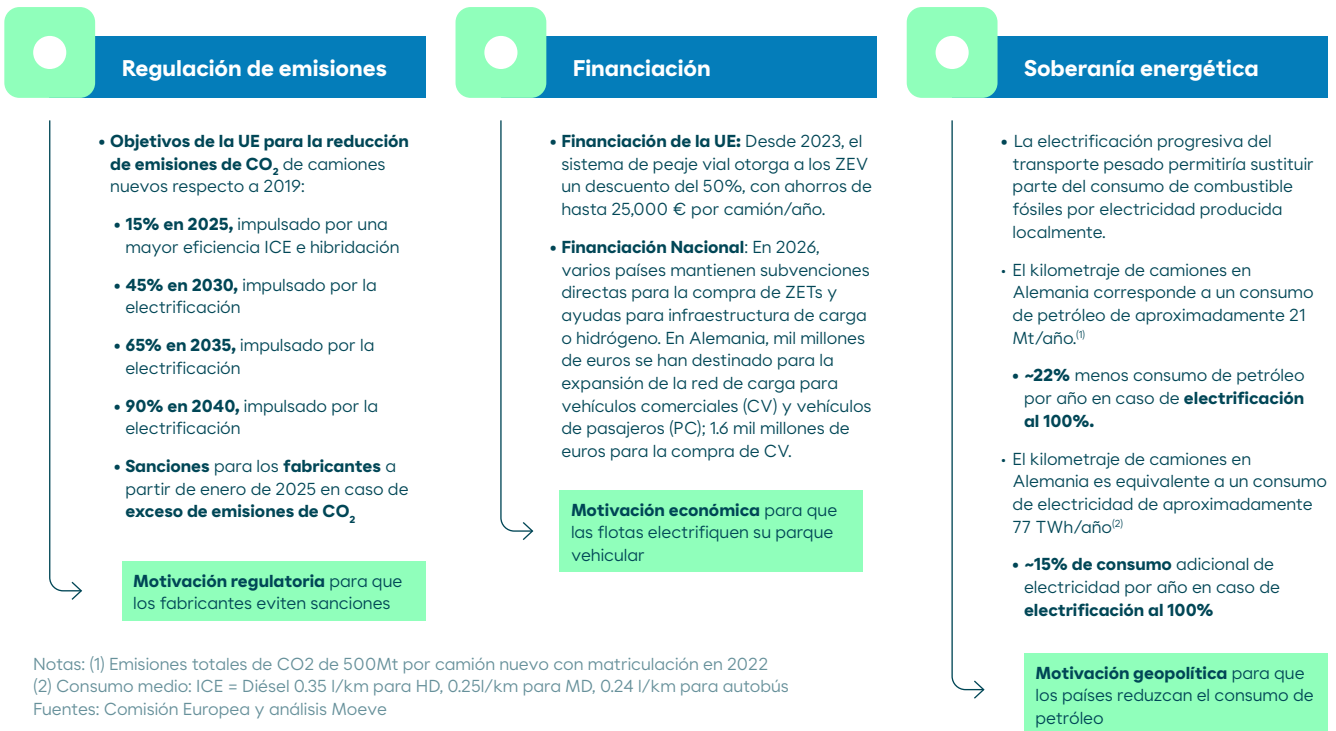 Regulación de emisiones
• Objetivos de la UE para la reducción
de emisiones de CO₂ de camiones
nuevos respecto a 2019:
• 15% en 2025, impulsado por una
mayor eficiencia ICE e hibridación
• 45% en 2030, impulsado por la
electrificación
• 65% en 2035, impulsado por la
electrificación
• 90% en 2040, impulsado por la
electrificación
• Sanciones para los fabricantes a
partir de enero de 2025 en caso de
exceso de emisiones de CO₂
Motivación regulatoria para que
los fabricantes eviten sanciones
Financiación
• Financiación de la UE: Desde 2023, el
sistema de peaje vial otorga a los ZEV
un descuento del 50%, con ahorros de
hasta 25,000 € por camión/año.
• Financiación Nacional: En 2026,
varios países mantienen subvenciones
directas para la compra de ZETs y
ayudas para infraestructura de carga
o hidrógeno. En Alemania, mil millones
de euros se han destinado para la
expansión de la red de carga para
vehículos comerciales (CV) y vehículos
de pasajeros (PC); 1.6 mil millones de
euros para la compra de CV.
Motivación económica para que
las flotas electrifiquen su parque
vehicular
Soberanía energética
• La electrificación progresiva del
transporte pesado permitiría sustituir
parte del consumo de combustible
fósiles por electricidad producida
localmente.
• El kilometraje de camiones en
Alemania corresponde a un consumo
de petróleo de aproximadamente 21
Mt/año.(1)
• ~22% menos consumo de petróleo
por año en caso de electrificación
al 100%.
• El kilometraje de camiones en
Alemania es equivalente a un consumo
de electricidad de aproximadamente
77 TWh/año(2)
• ~15% de consumo adicional de
electricidad por año en caso de
electrificación al 100%
Motivación geopolítica para que
los países reduzcan el consumo de
petróleo
Notas: (1) Emisiones totales de CO2 de 500Mt por camión nuevo con matriculación en 2022
(2) Consumo medio: ICE = Diésel 0.35 l/km para HD, 0.25l/km para MD, 0.24 l/km para autobús
Fuentes: Comisión Europea y análisis Moeve